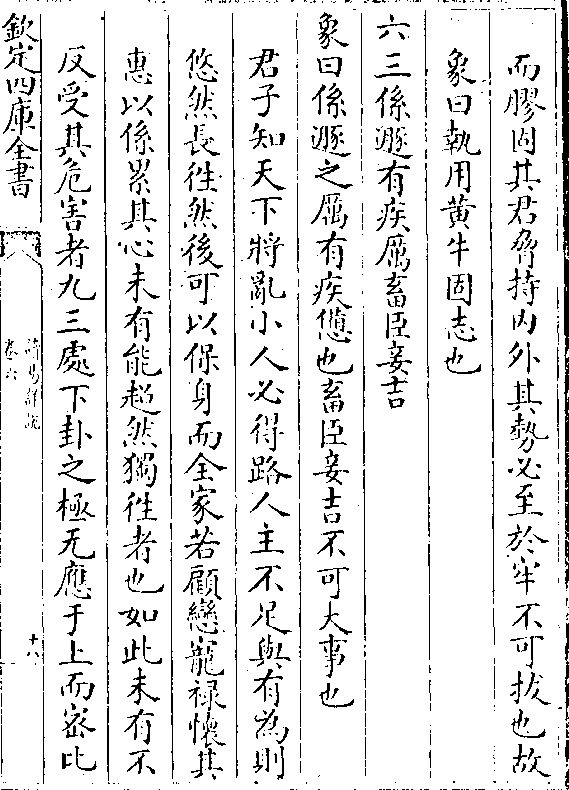 而膠固其君脅持内外其勢必至於牢不可拔也故
象曰執用黄牛固志也
六三係遯有疾厲畜臣妾吉
象曰係遯之厲有疾憊也畜臣妾吉不可大事也
君子知天下將亂小人必得路人主不足與有為則
悠然長徃然後可以保身而全家若顧戀寵禄懷其
惠以係累其心未有能超然獨徃者也如此未有不
反受其危害者九三處下卦之極无應于上而宻比
欽定四庫全書
讀易詳說
卷六
十八